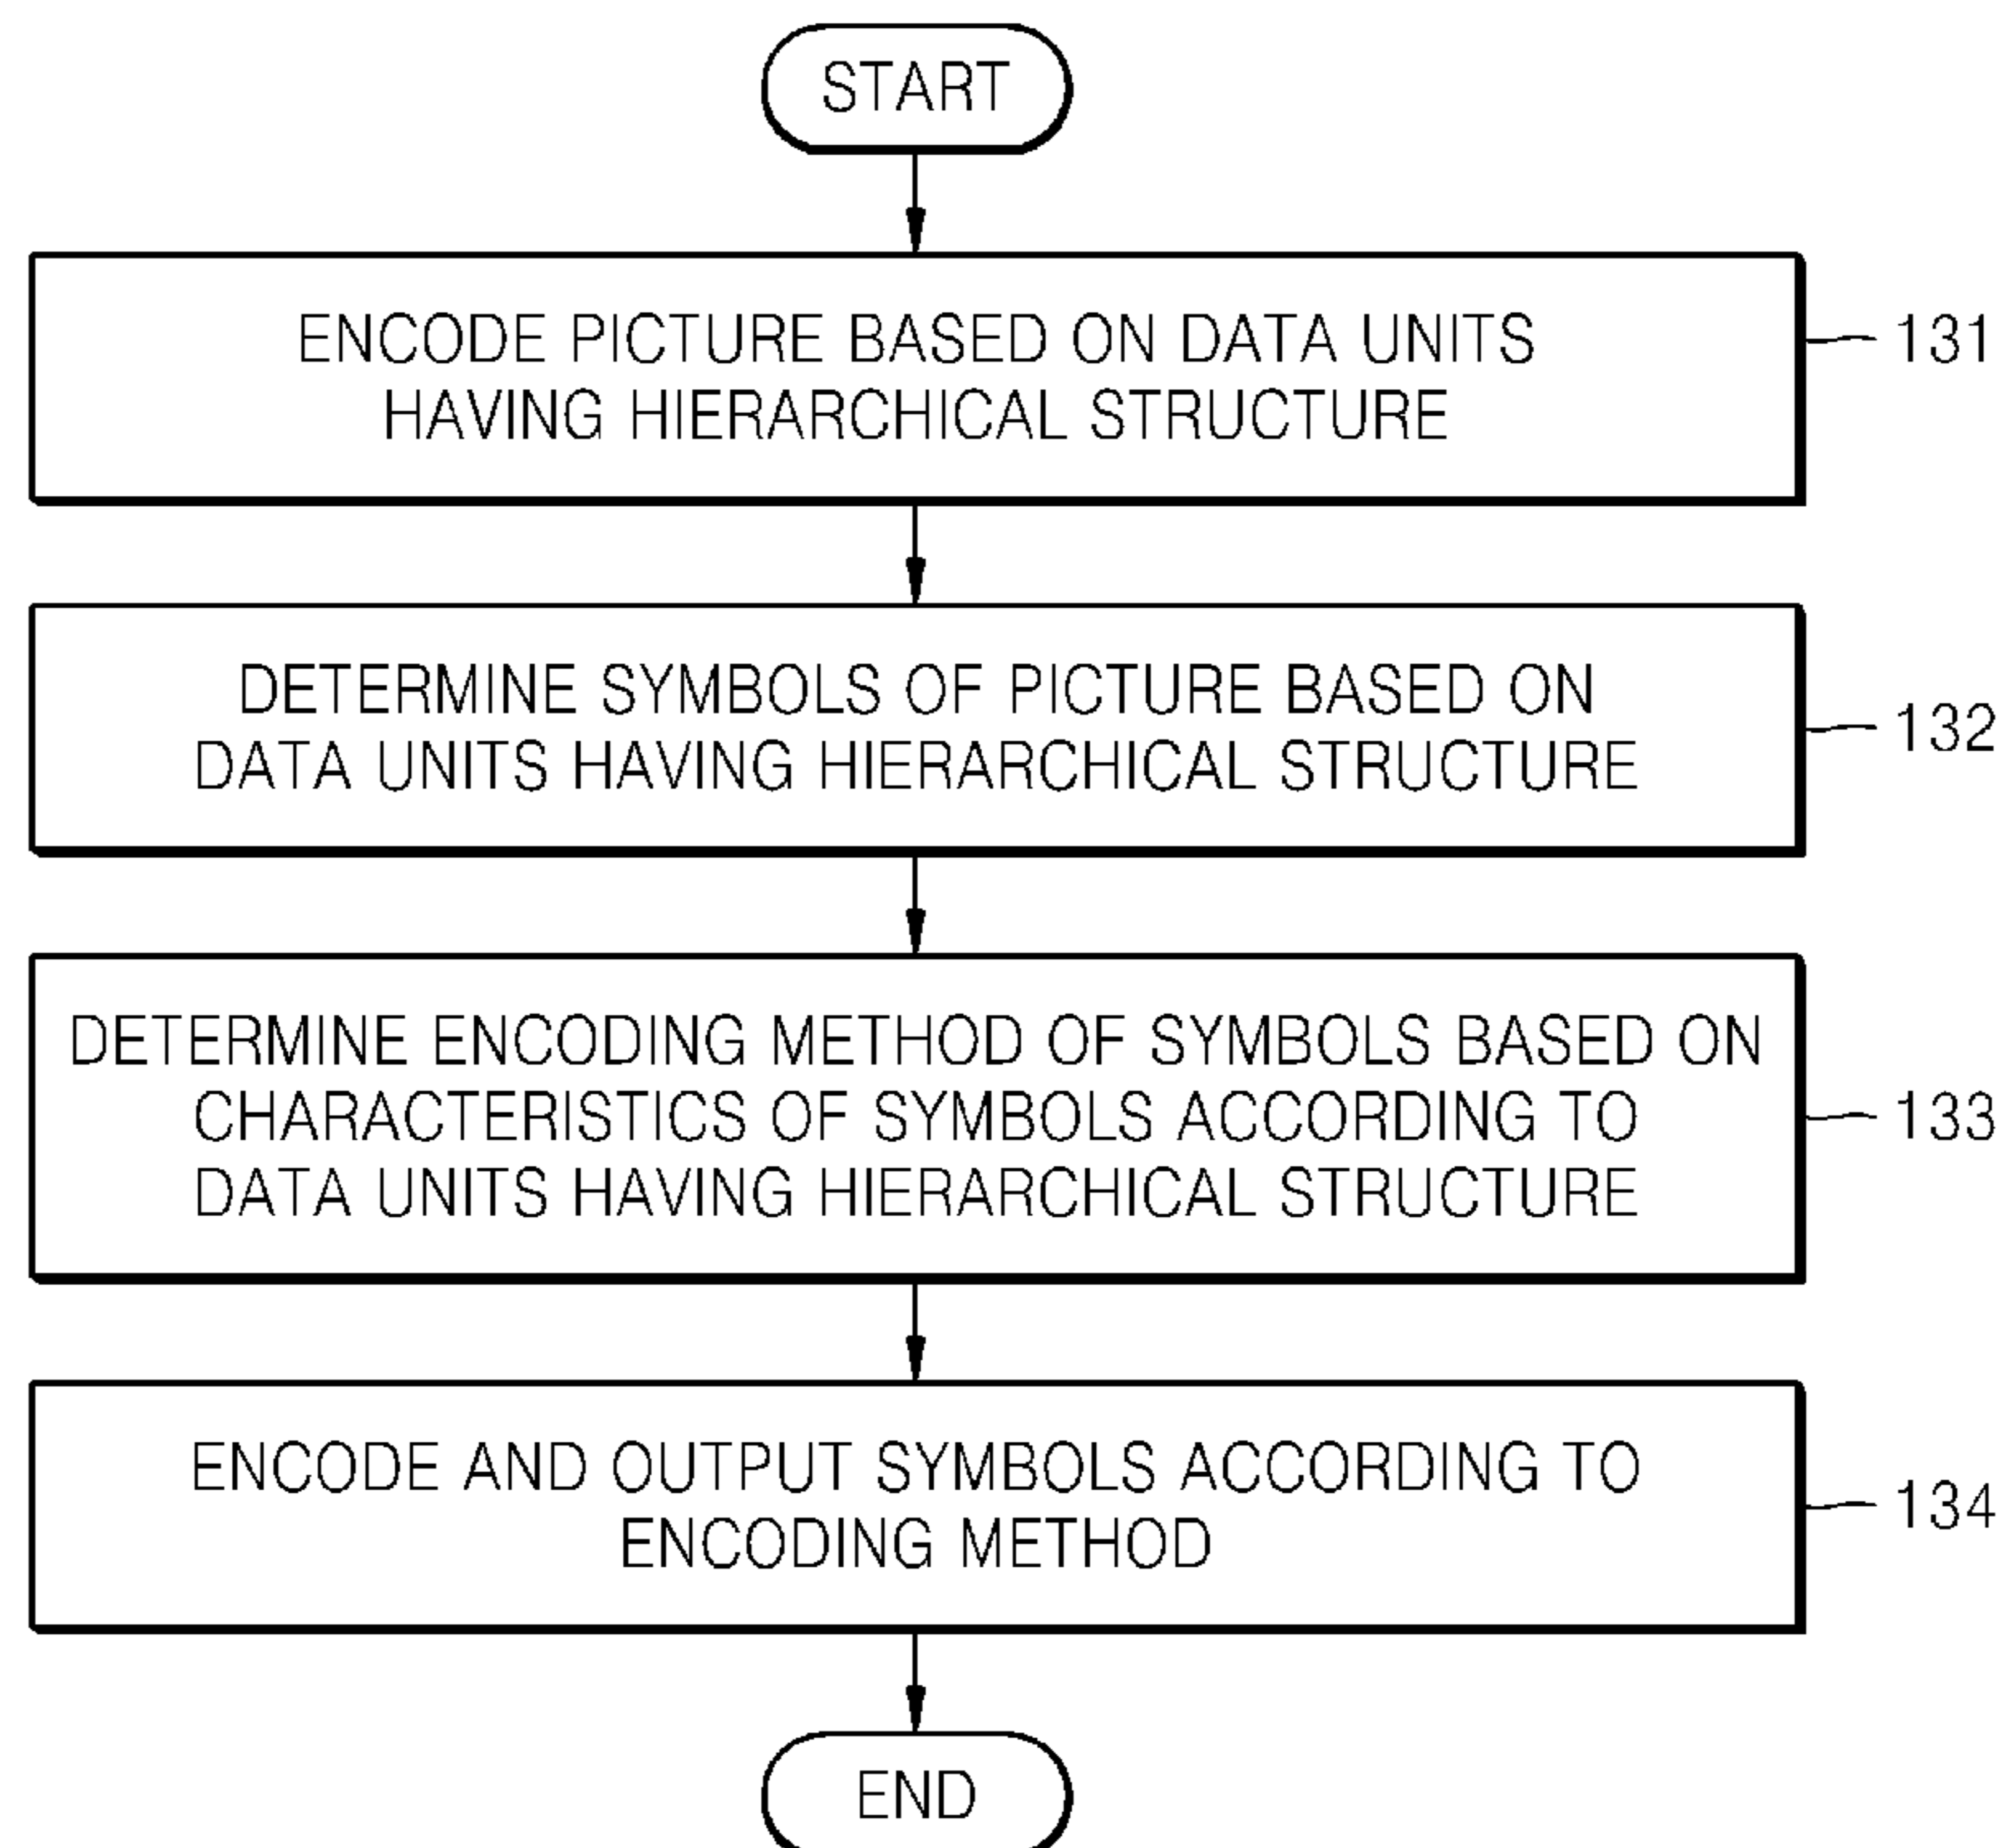 START
ENCODE PICTURE BASED ON DATA UNITS
HAVING HIERARCHICAL STRUCTURE
131
DETERMINE SYMBOLS OF PICTURE BASED ON
DATA UNITS HAVING HIERARCHICAL STRUCTURE
132
DETERMINE ENCODING METHOD OF SYMBOLS BASED ON
CHARACTERISTICS OF SYMBOLS ACCORDING TO
DATA UNITS HAVING HIERARCHICAL STRUCTURE
133
ENCODE AND OUTPUT SYMBOLS ACCORDING TO
ENCODING METHOD
134
END